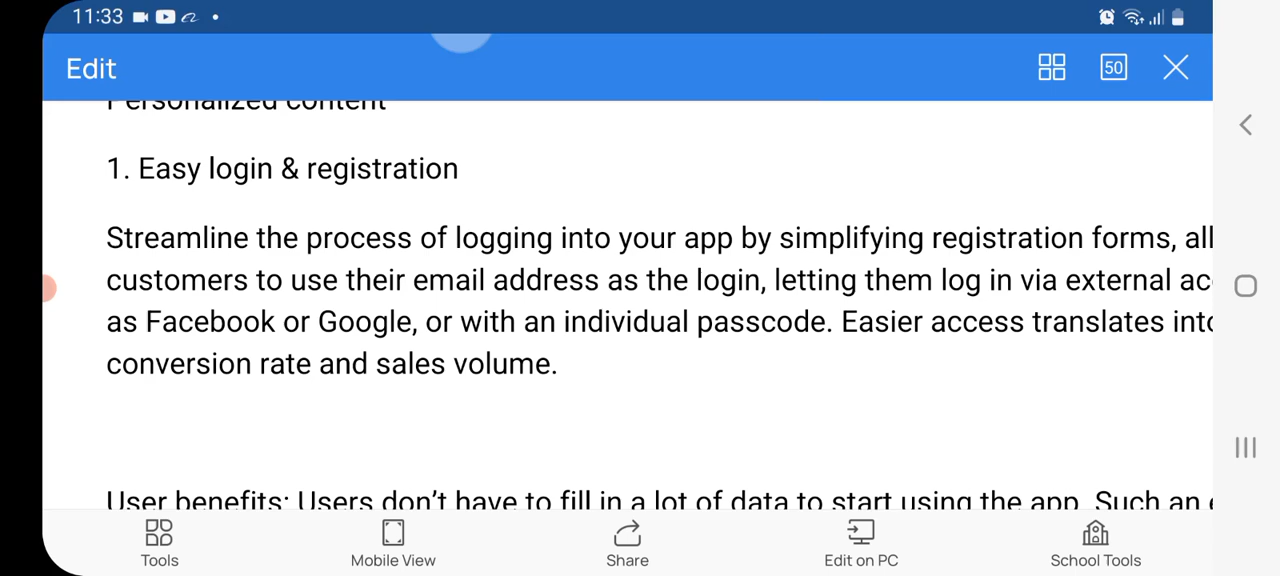 11:33
Edit
50
Personalized content
1. Easy login & registration
Streamline the process of logging into your app by simplifying registration forms, all
customers to use their email address as the login, letting them log in via external ac
as Facebook or Google, or with an individual passcode. Easier access translates into
conversion rate and sales volume.
User benefits: Users don’t have to fill in a lot of data to start using the app. Such an
Tools
Mobile View
Share
Edit on PC
School Tools